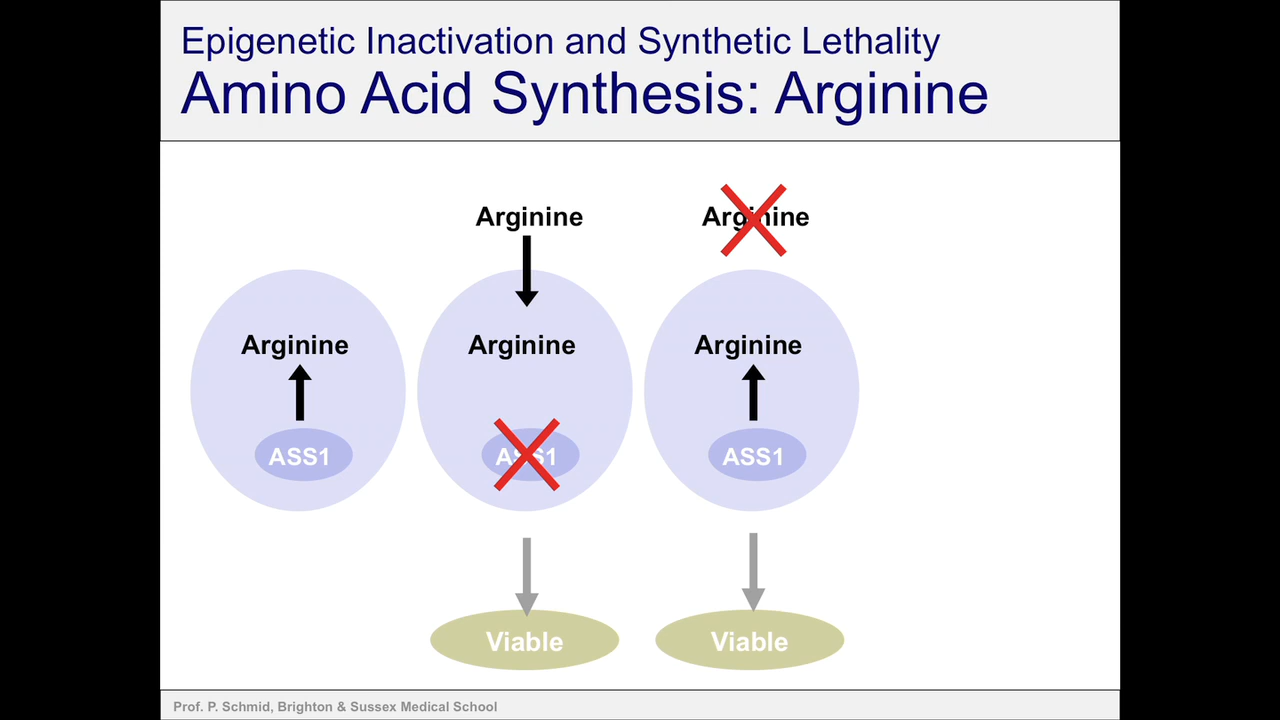 Epigenetic Inactivation and Synthetic Lethality
Amino Acid Synthesis: Arginine
Arginine
Arginine
Arginine
Arginine
Arginine
ASS1
ASS1
ASS1
Viable
Viable
Prof. P. Schmid, Brighton & Sussex Medical School